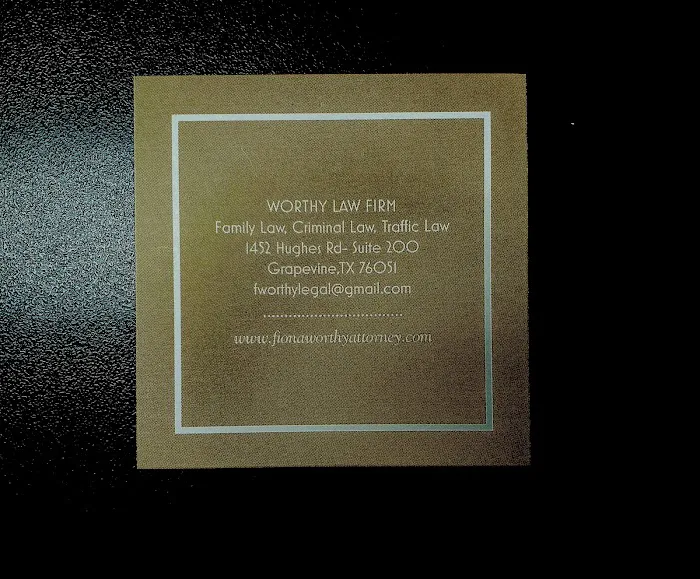 WORTHY LAW FIRM
Family Law, Criminal Law, Traffic Law
1452 Hughes Rd- Suite 200
Grapevine,TX 76051
fworthylegal@gmail.com
www.fionaworthyattorney.com